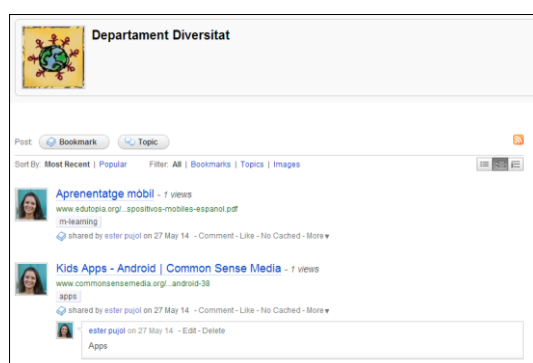 Departament Diversitat
Post: Bookmark Topic
Sort By: Most Recent | Popular Filter: All | Bookmarks | Topics | Images
Aprenentatge mòbil - 1 views
www.edutopia.org/...spositivos-mobiles-espanol.pdf
m-learning
shared by ester pujol on 27 May 14 - Comment - Like - No Cached - More▼
Kids Apps - Android | Common Sense Media - 1 views
www.commonsensemedia.org/...android-38
apps
shared by ester pujol on 27 May 14 - Comment - Like - No Cached - More▼
ester pujol on 27 May 14 - Edit - Delete
Apps